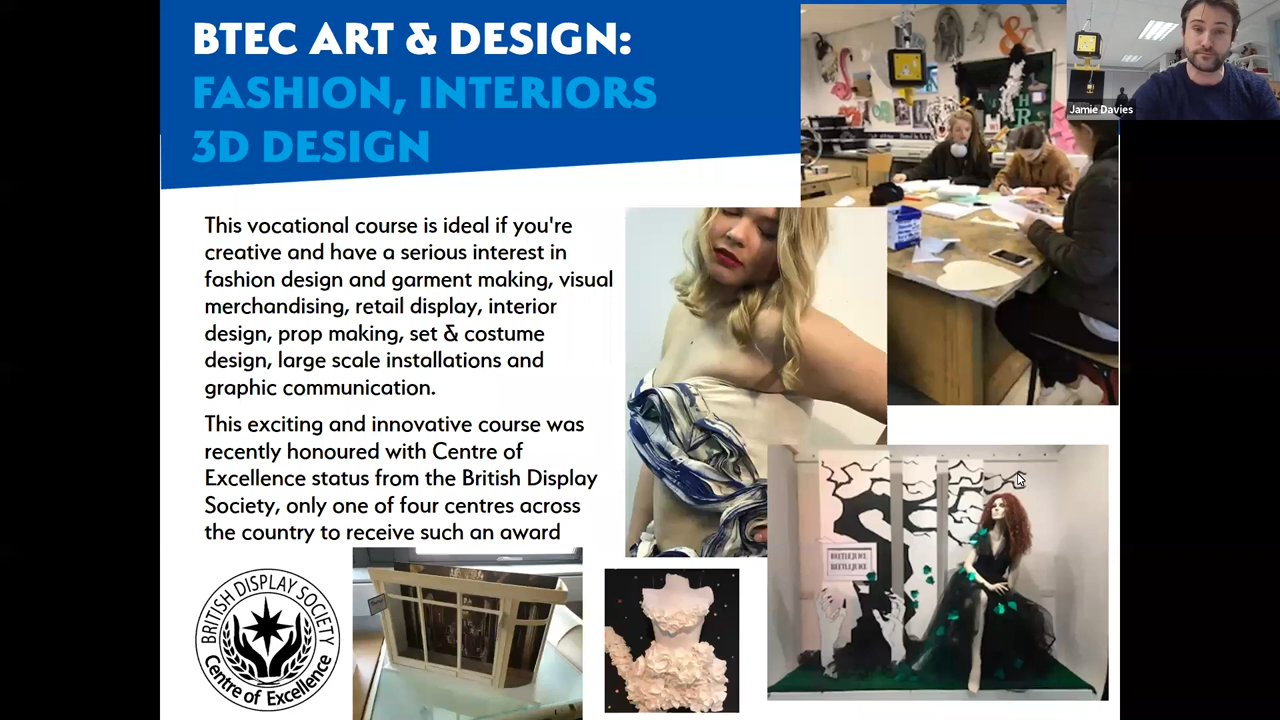 BTEC ART & DESIGN:
FASHION, INTERIORS
3D DESIGN
Jamie Davies
This vocational course is ideal if you're
creative and have a serious interest in
fashion design and garment making, visual
merchandising, retail display, interior
design, prop making, set & costume
design, large scale installations and
graphic communication.
This exciting and innovative course was
recently honoured with Centre of
Excellence status from the British Display
Society, only one of four centres across
the country to receive such an award
BRITISH DISPLAY SOCIETY
Centre of Excellence
BEETLEJUICE
BEETLEJUICE